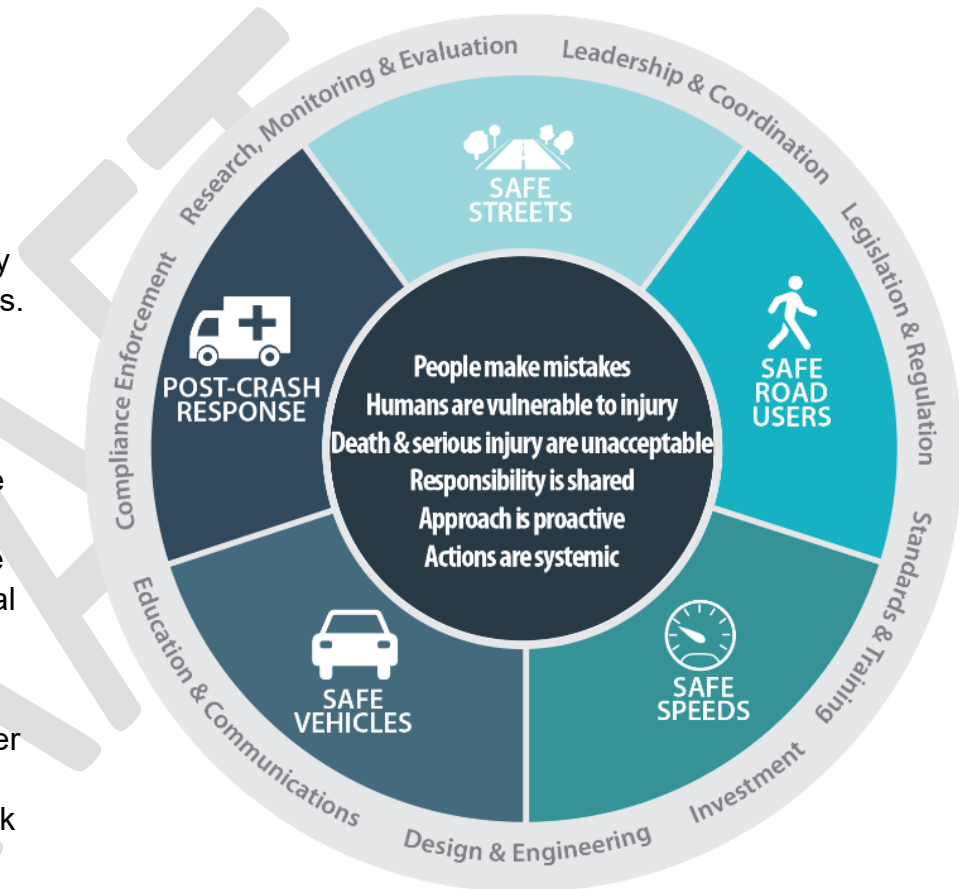 y
s.
e
e
al
er
k
Research, Monitoring & Evaluation
Leadership & Coordination
Legislation & Regulation
Standards & Training
Investment
Design & Engineering
Education & Communications
Compliance Enforcement
SAFE
STREETS
SAFE
ROAD
USERS
SAFE
SPEEDS
SAFE
VEHICLES
POST-CRASH
RESPONSE
People make mistakes
Humans are vulnerable to injury
Death & serious injury are unacceptable
Responsibility is shared
Approach is proactive
Actions are systemic